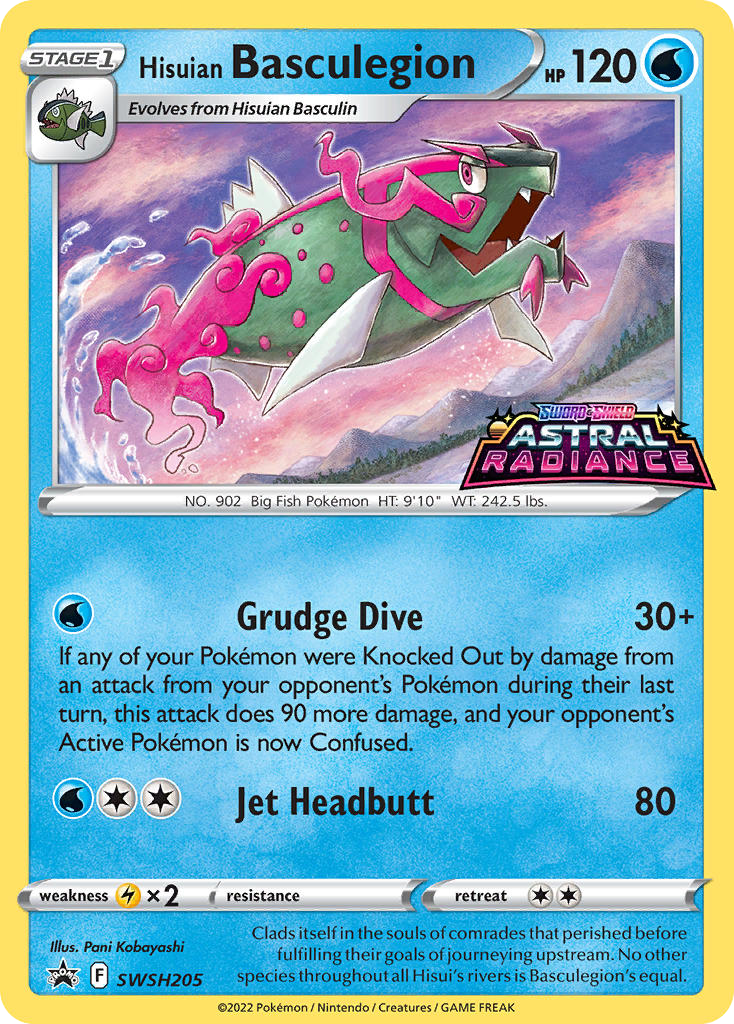 STAGE 1
Hisuian Basculegion
HP 120
Evolves from Hisuian Basculin
SWORD & SHIELD
ASTRAL
RADIANCE
NO. 902 Big Fish Pokémon HT: 9'10" WT: 242.5 lbs.
Grudge Dive 30+
If any of your Pokémon were Knocked Out by damage from
an attack from your opponent's Pokémon during their last
turn, this attack does 90 more damage, and your opponent's
Active Pokémon is now Confused.
Jet Headbutt 80
weakness ×2 resistance retreat
Illus. Pani Kobayashi
Clads itself in the souls of comrades that perished before
fulfilling their goals of journeying upstream. No other
species throughout all Hisui's rivers is Basculegion's equal.
PROMO F SWSH205
©2022 Pokémon / Nintendo / Creatures / GAME FREAK